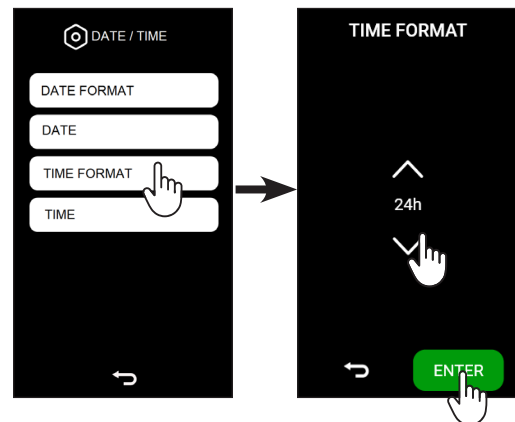 DATE / TIME
DATE FORMAT
DATE
TIME FORMAT
TIME
TIME FORMAT
24h
ENTER